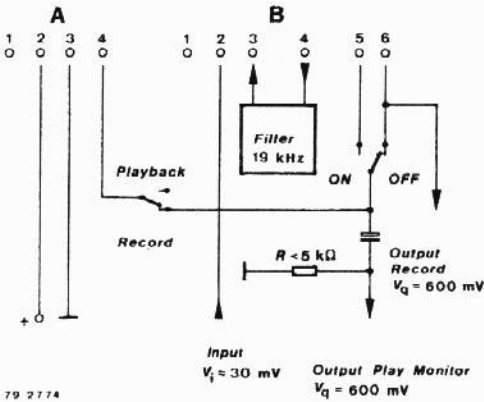 A B
1 2 3 4 1 2 3 4 5 6
Filter
19 kHz
Playback
ON OFF
Record
R < 5 kΩ
Output
Record
Vq = 600 mV
+
Input
Vi ≈ 30 mV
Output Play Monitor
Vq = 600 mV
79 2774